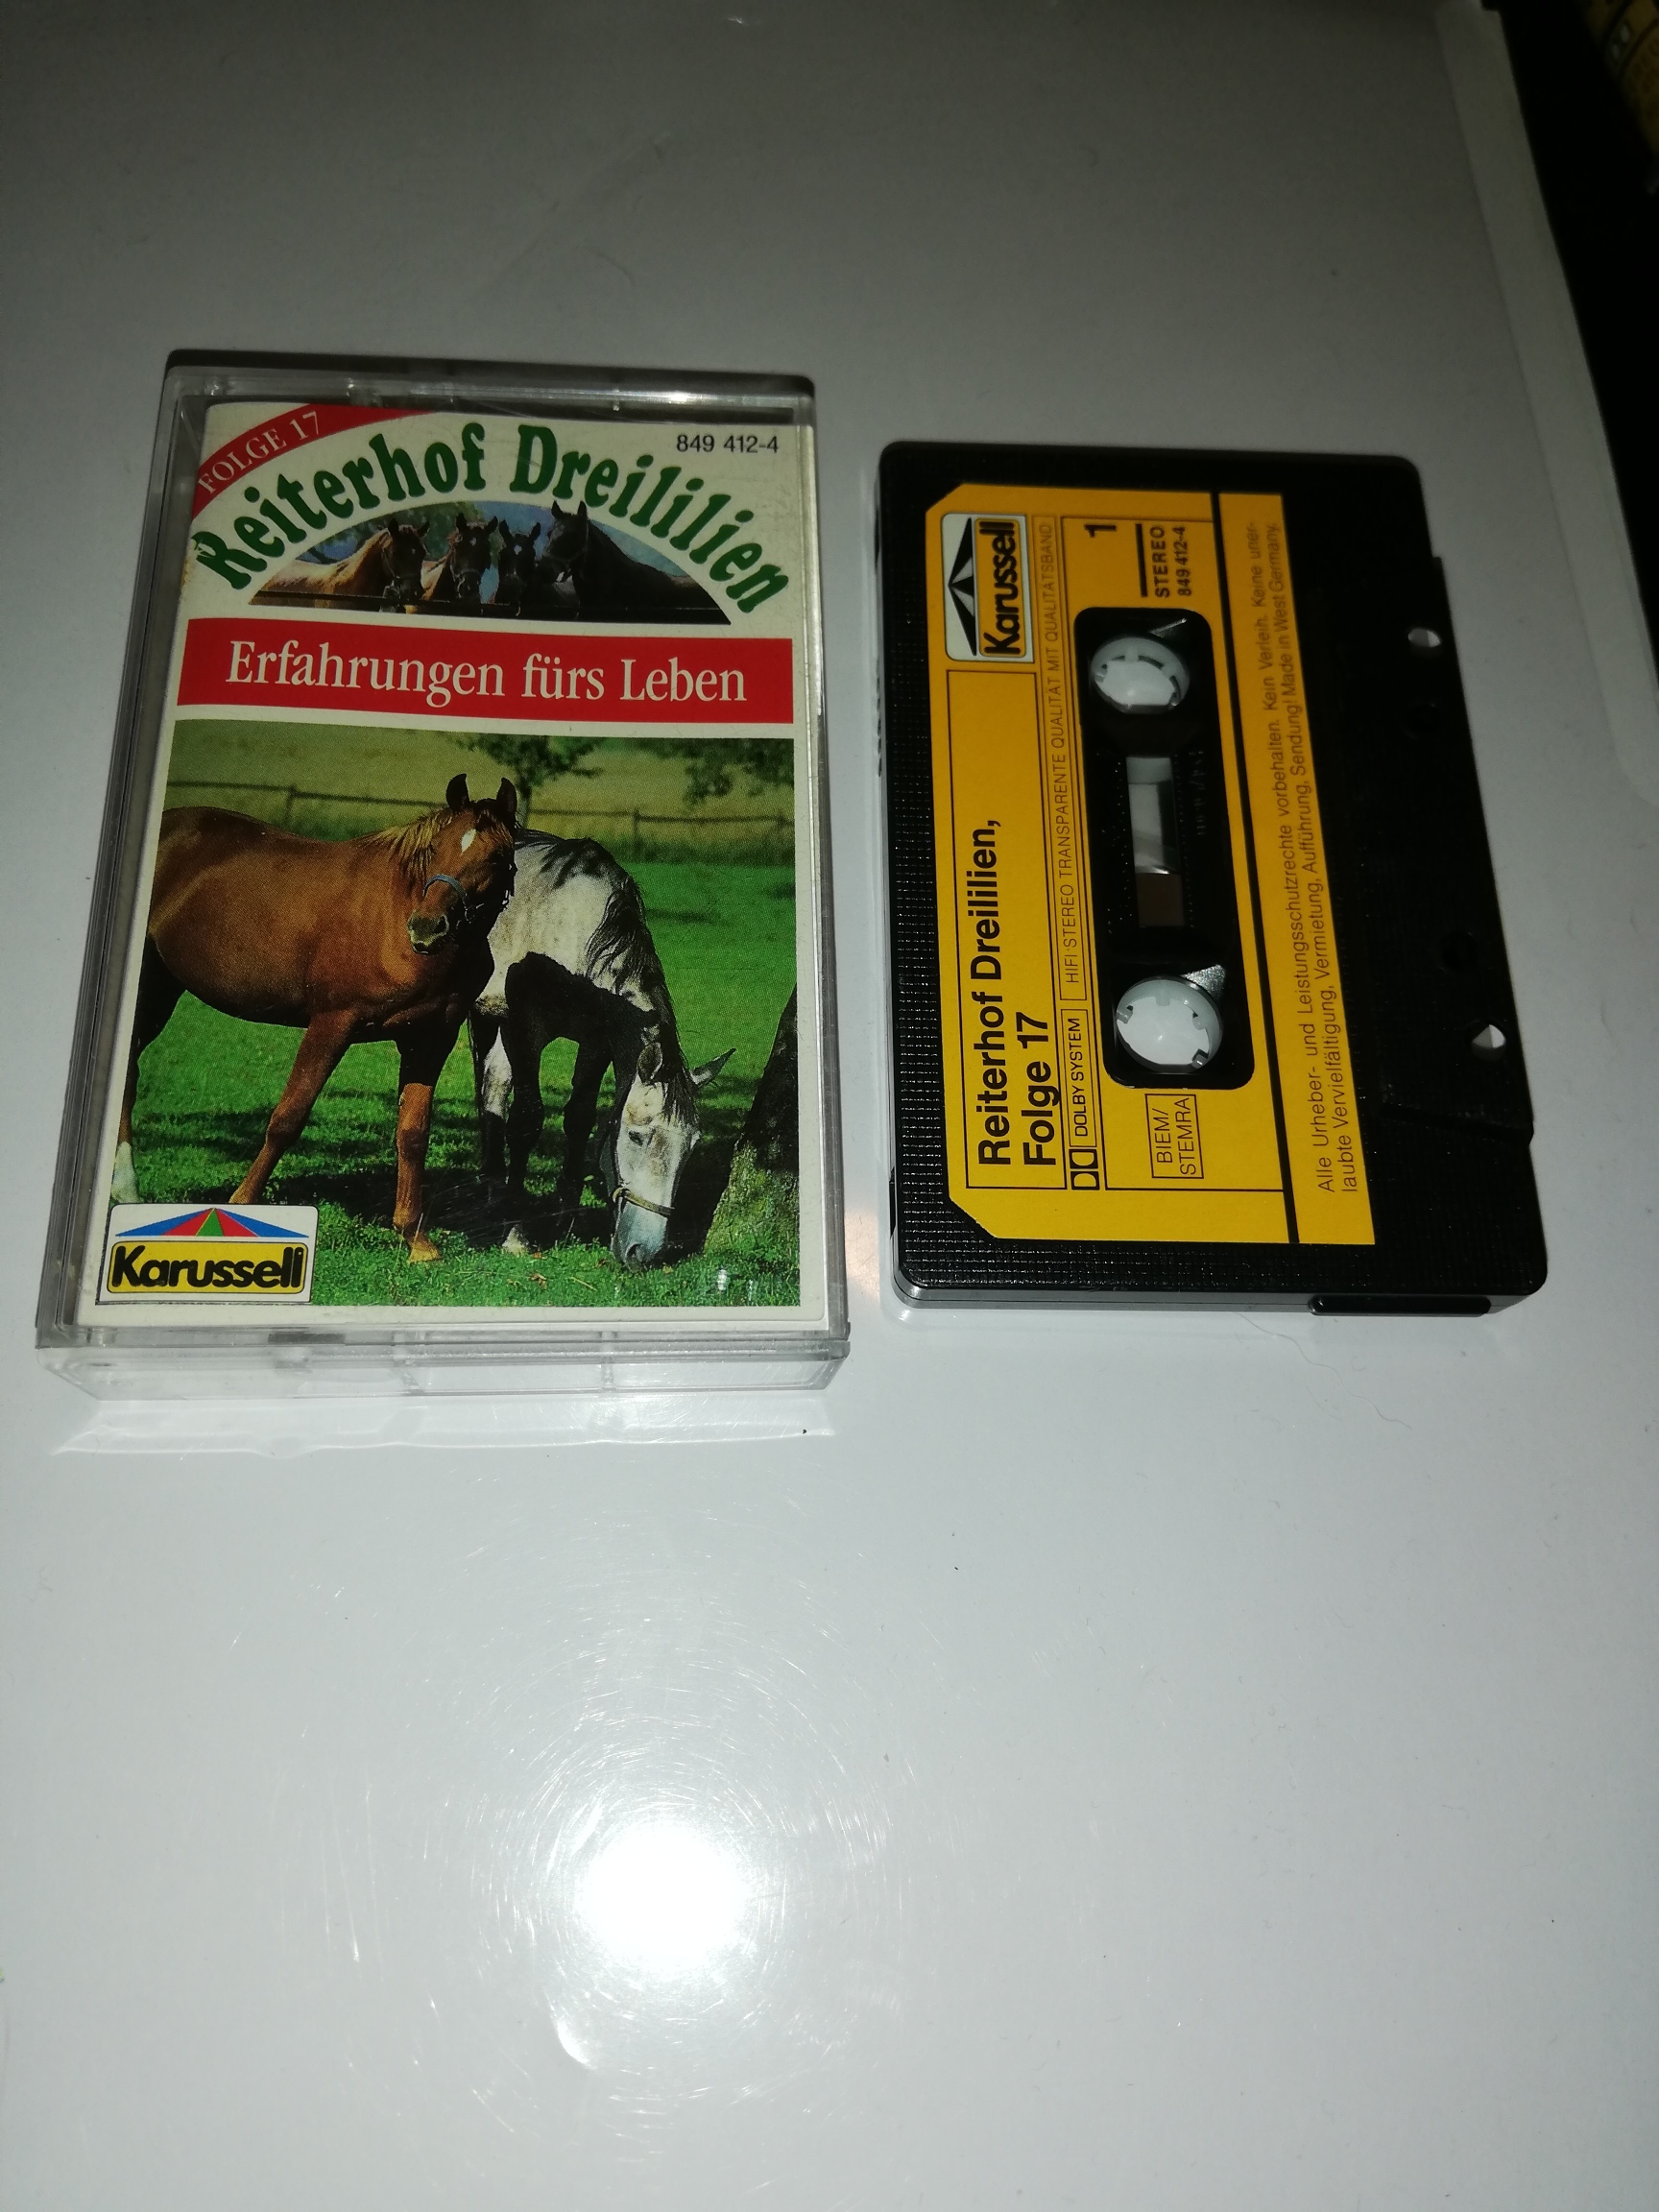 FOLGE 17
849 412-4
Reiterhof Dreililien
Erfahrungen fürs Leben
Karussell
Karussell
Reiterhof Dreililien,
Folge 17
DOLBY SYSTEM
HIFI-STEREO TRANSPARENTE QUALITÄT MIT QUALITÄTSBAND
1
STEREO
849 412-4
BIEM/
STEMRA
Alle Urheber- und Leistungsschutzrechte vorbehalten. Kein Verleih. Keine uner-
laubte Vervielfältigung, Vermietung, Aufführung, Sendung! Made in West Germany.